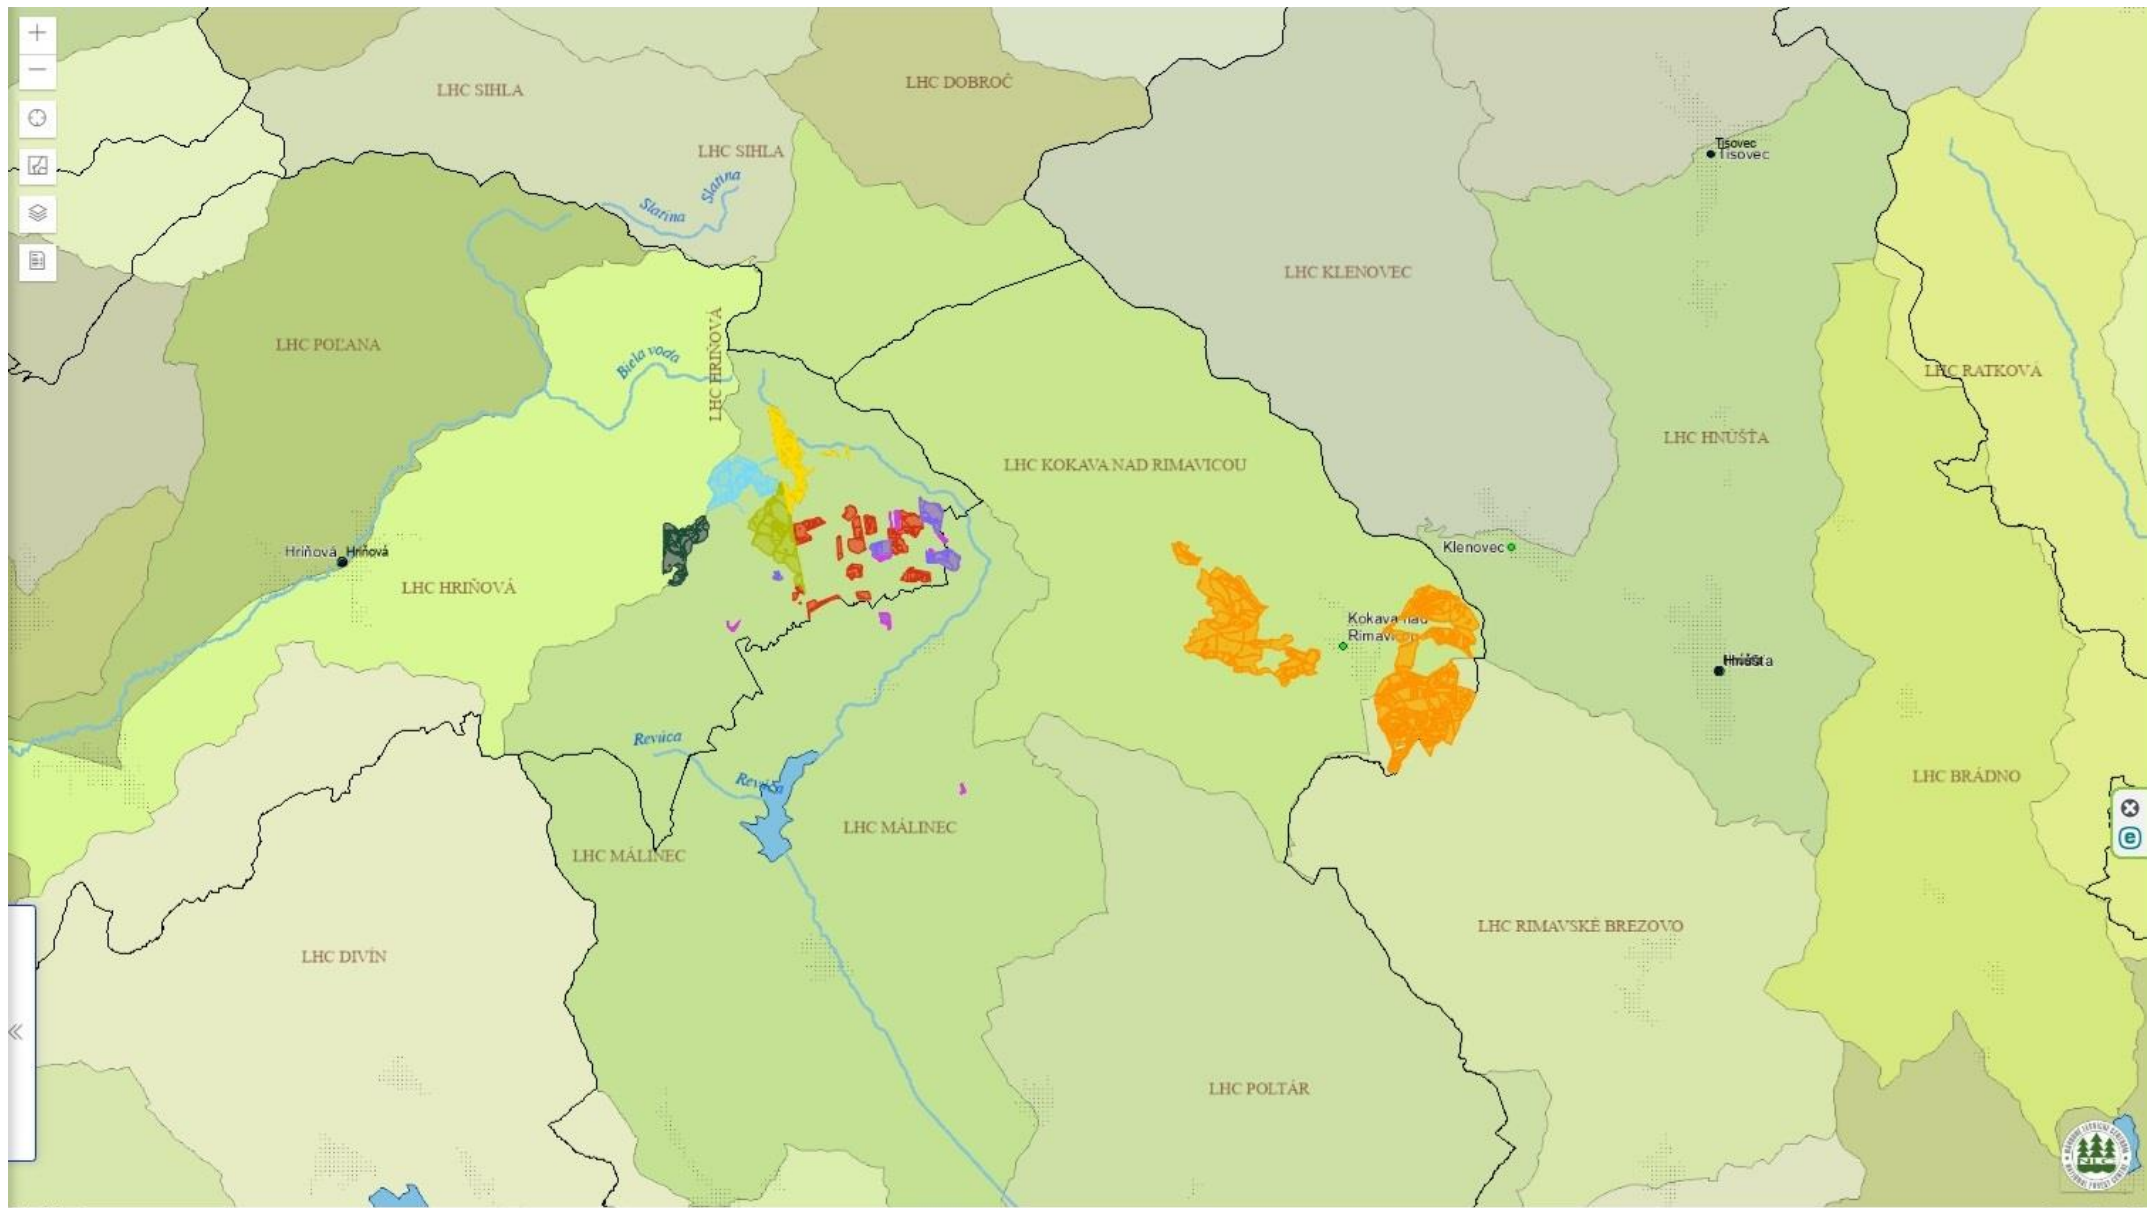 LHC DOBROČ
LHC SIHLA
Tisovec
Tisovec
LHC SIHLA
Slatina
Slatina
LHC KLENOVEC
LHC HRIŇOVÁ
LHC POĽANA
Biela voda
LHC RATKOVÁ
LHC HNÚŠŤA
LHC KOKAVA NAD RIMAVICOU
Klenovec
Hriňová
Hriňová
LHC HRIŇOVÁ
Kokava nad
Revúca
Revúca
LHC BRÁDNO
LHC MÁLINEC
LHC MÁLINEC
LHC RIMAVSKÉ BREZOVO
LHC DIVÍN
LHC POLTÁR